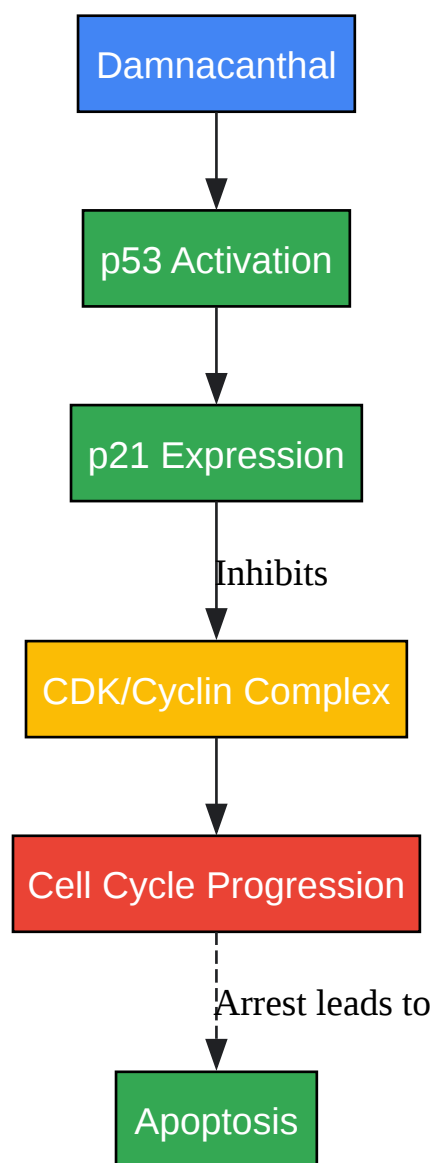 Damnacanthal
p53 Activation
p21 Expression
Inhibits
CDK/Cyclin Complex
Cell Cycle Progression
Arrest leads to
Apoptosis